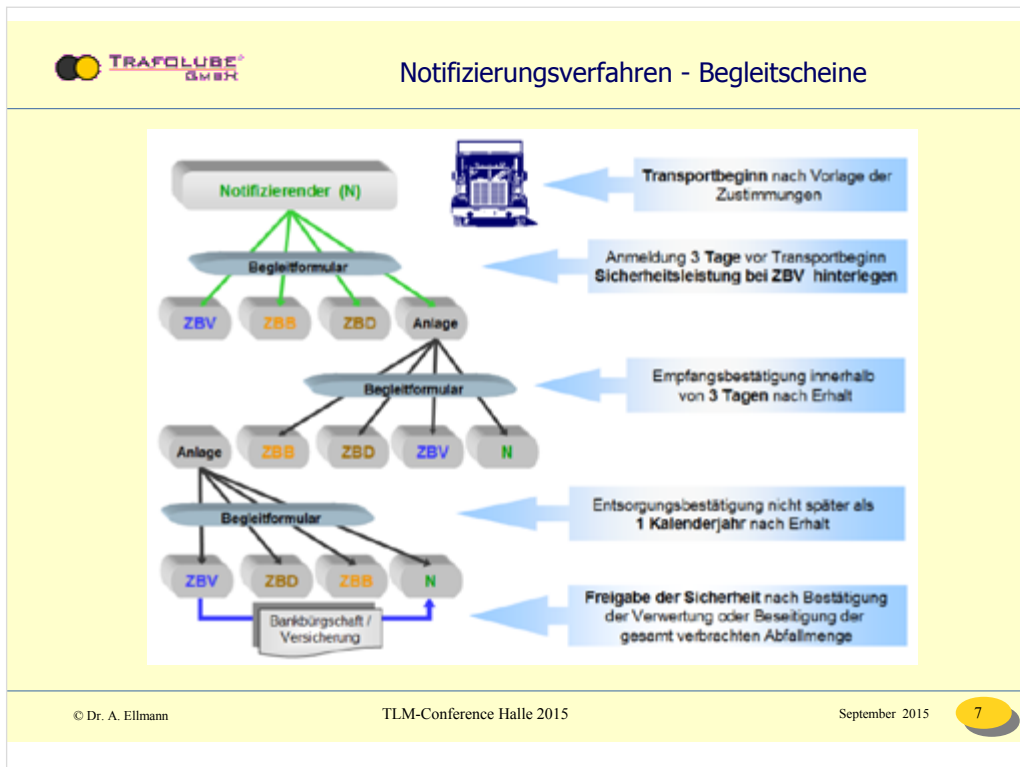 TRAFOLUBE®
GMBH
Notifizierungsverfahren - Begleitscheine
Notifizierender (N)
Transportbeginn nach Vorlage der
Zustimmungen
Begleitformular
Anmeldung 3 Tage vor Transportbeginn
Sicherheitsleistung bei ZBV hinterlegen
ZBV
ZBB
ZBD
Anlage
Begleitformular
Empfangsbestätigung innerhalb
von 3 Tagen nach Erhalt
Anlage
ZBB
ZBD
ZBV
N
Begleitformular
Entsorgungsbestätigung nicht später als
1 Kalenderjahr nach Erhalt
ZBV
ZBD
ZBB
N
Bankbürgschaft /
Versicherung
Freigabe der Sicherheit nach Bestätigung
der Verwertung oder Beseitigung der
gesamt verbrachten Abfallmenge
© Dr. A. Ellmann
TLM-Conference Halle 2015
September 2015
7